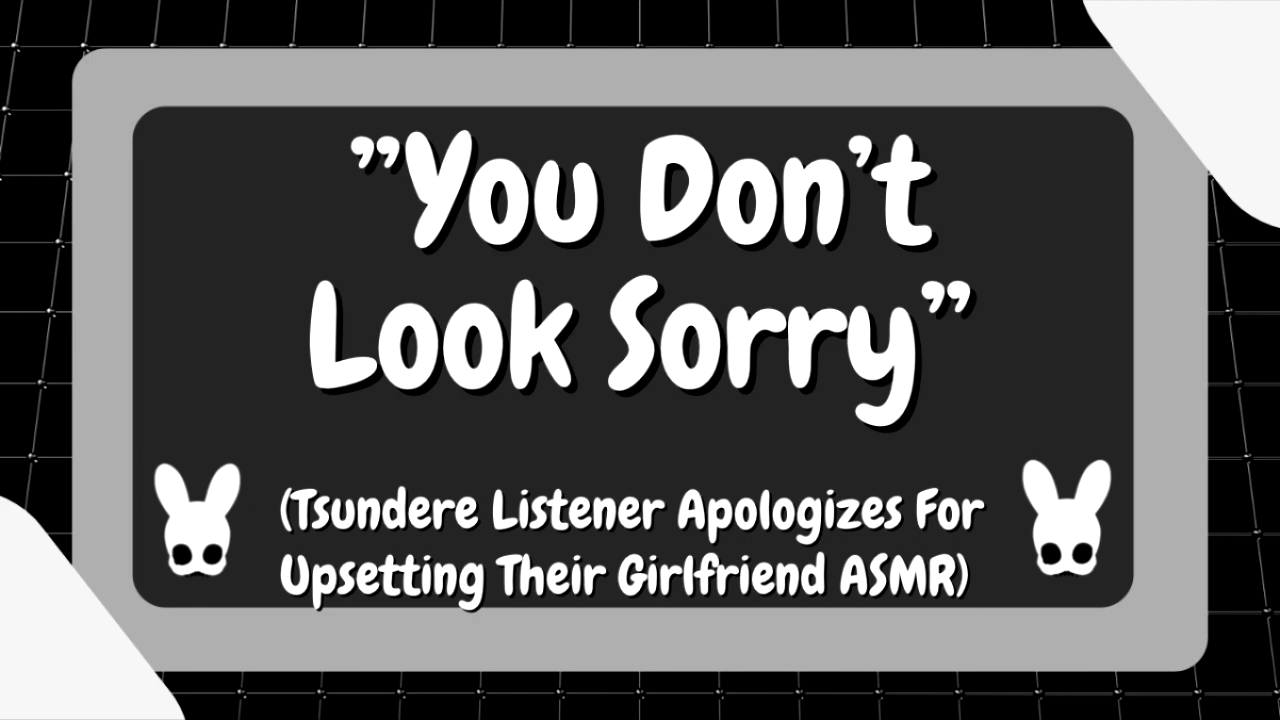 ”You Don’t
Look Sorry”
(Tsundere Listener Apologizes For
Upsetting Their Girlfriend ASMR)